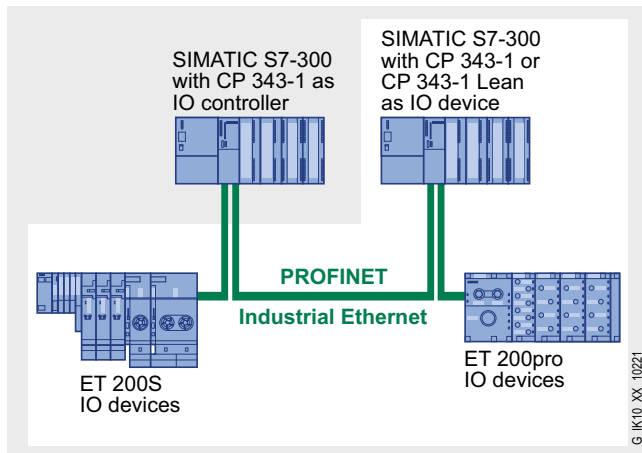 SIMATIC S7-300
with CP 343-1 as
IO controller
SIMATIC S7-300
with CP 343-1 or
CP 343-1 Lean
as IO device
PROFINET
Industrial Ethernet
ET 200S
IO devices
ET 200pro
IO devices
G_IK10_XX_10221